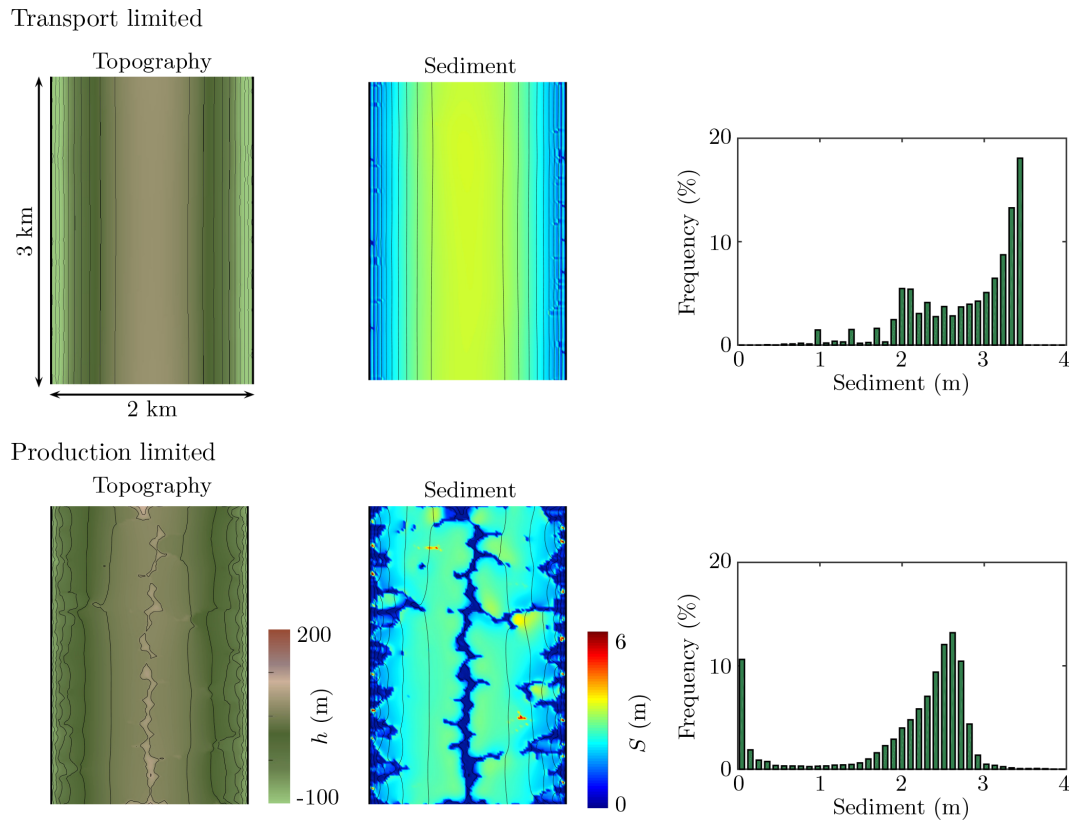 Transport limited
Topography
Sediment
3 km
2 km
20
10
0
Frequency (%)
0 1 2 3 4
Sediment (m)
Production limited
Topography
Sediment
200
-100
h (m)
6
0
S (m)
20
10
0
Frequency (%)
0 1 2 3 4
Sediment (m)